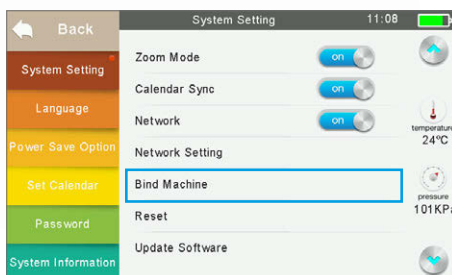 Back
System Setting
11:08
System Setting
Language
Power Save Option
Set Calendar
Password
System Information
Zoom Mode
on
Calendar Sync
on
Network
on
Network Setting
Bind Machine
Reset
Update Software
temperature
24℃
pressure
101KPa